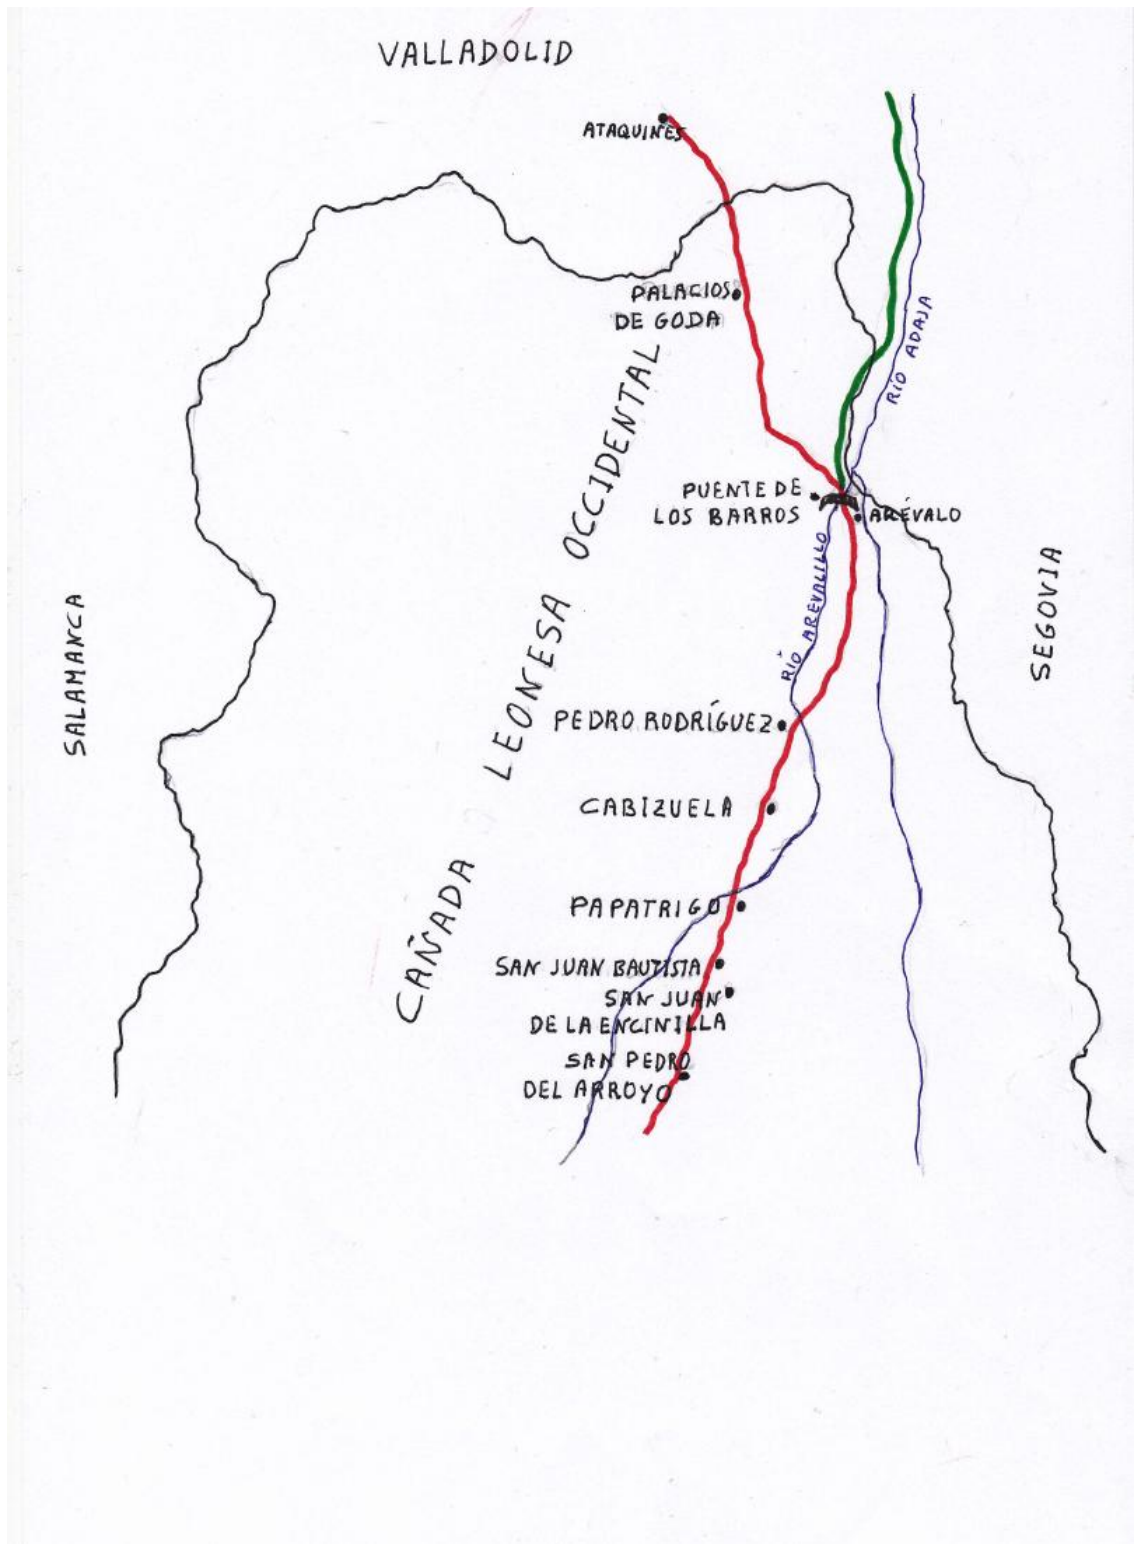 VALLADOLID
ATAQUINES
PALACIOS
DE GODA
RÍO ADAJA
CAÑADA LEONESA OCCIDENTAL
PUENTE DE
LOS BARROS
ARÉVALO
RÍO AREVALILLO
SALAMANCA
SEGOVIA
PEDRO RODRÍGUEZ
CABIZUELA
PAPATRIGO
SAN JUAN BAUTISTA
SAN JUAN
DE LA ENCINILLA
SAN PEDRO
DEL ARROYO